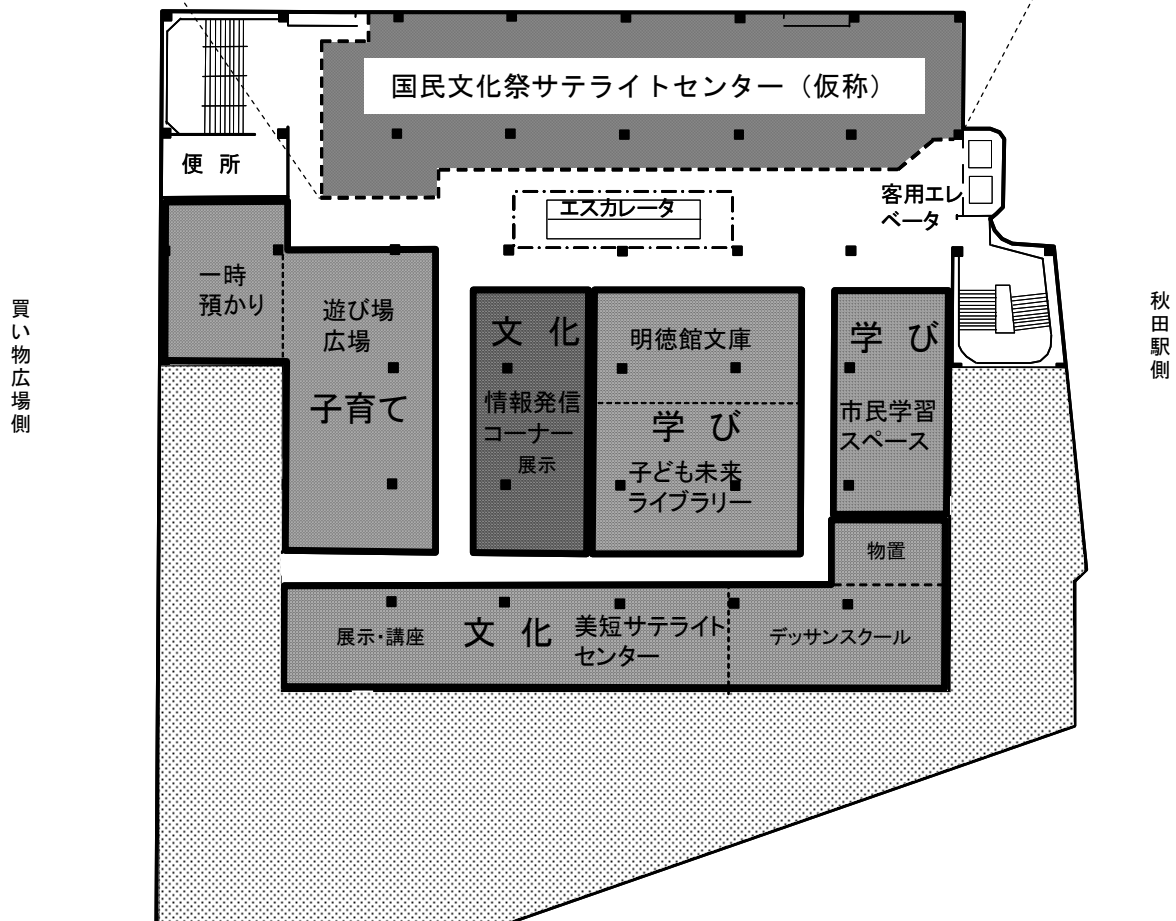 国民文化祭サテライトセンター（仮称）
便 所
エスカレータ
客用エレ
ベータ
一時
預かり
遊び場
広場
子育て
文 化
情報発信
コーナー
展示
明徳館文庫
学 び
子ども未来
ライブラリー
学 び
市民学習
スペース
物置
展示・講座
文 化
美短サテライト
センター
デッサンスクール
買い物広場側
秋田駅側